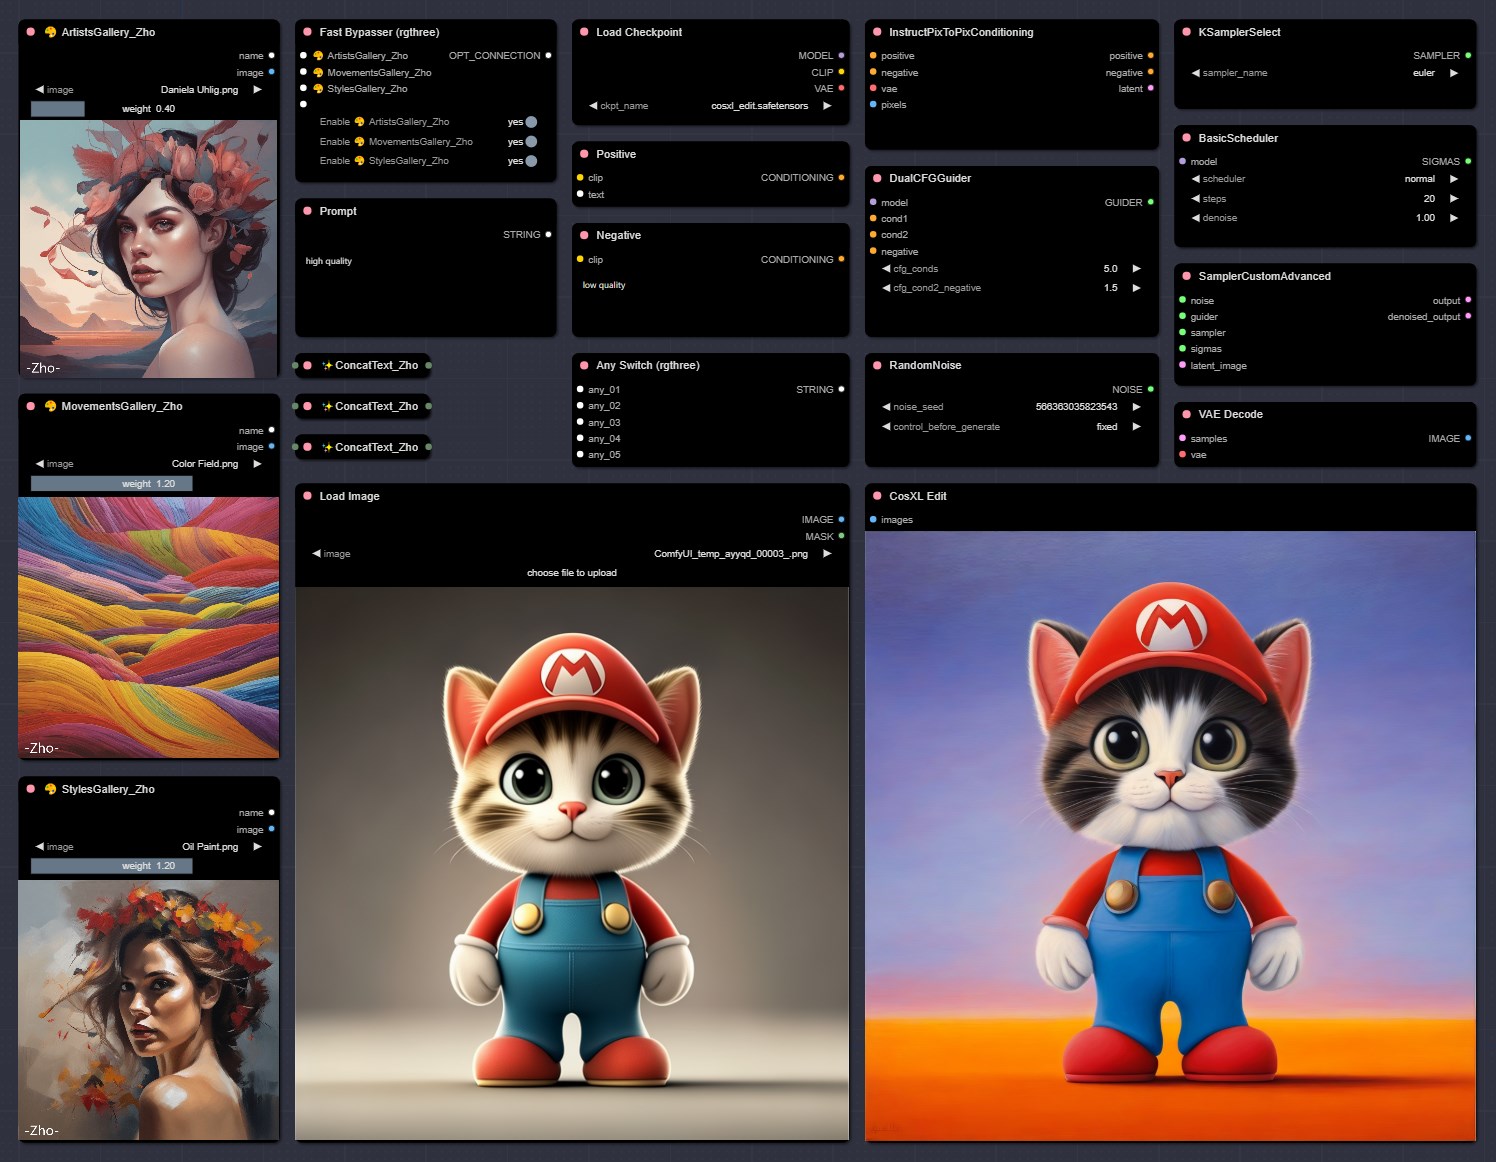 ArtistsGallery_Zho
name
image
image Daniela Uhlig.png
weight 0.40
-Zho-
MovementsGallery_Zho
name
image
image Color Field.png
weight 1.20
-Zho-
StylesGallery_Zho
name
image
image Oil Paint.png
weight 1.20
-Zho-
Fast Bypasser (rgthree)
ArtistsGallery_Zho OPT_CONNECTION
MovementsGallery_Zho
StylesGallery_Zho
Enable ArtistsGallery_Zho yes
Enable MovementsGallery_Zho yes
Enable StylesGallery_Zho yes
Prompt
STRING
high quality
ConcatText_Zho
ConcatText_Zho
ConcatText_Zho
Load Checkpoint
MODEL
CLIP
VAE
ckpt_name cosxl_edit.safetensors
Positive
clip CONDITIONING
text
Negative
clip CONDITIONING
low quality
Any Switch (rgthree)
any_01 STRING
any_02
any_03
any_04
any_05
Load Image
IMAGE
MASK
image ComfyUI_temp_ayyqd_00003_.png
choose file to upload
M
InstructPixToPixConditioning
positive positive
negative negative
vae latent
pixels
DualCFGGuider
model GUIDER
cond1
cond2
negative
cfg_conds 5.0
cfg_cond2_negative 1.5
RandomNoise
NOISE
noise_seed 566363035823543
control_before_generate fixed
KSamplerSelect
SAMPLER
sampler_name euler
BasicScheduler
model SIGMAS
scheduler normal
steps 20
denoise 1.00
SamplerCustomAdvanced
noise output
guider denoised_output
sampler
sigmas
latent_image
VAE Decode
samples IMAGE
vae
CosXL Edit
images
M